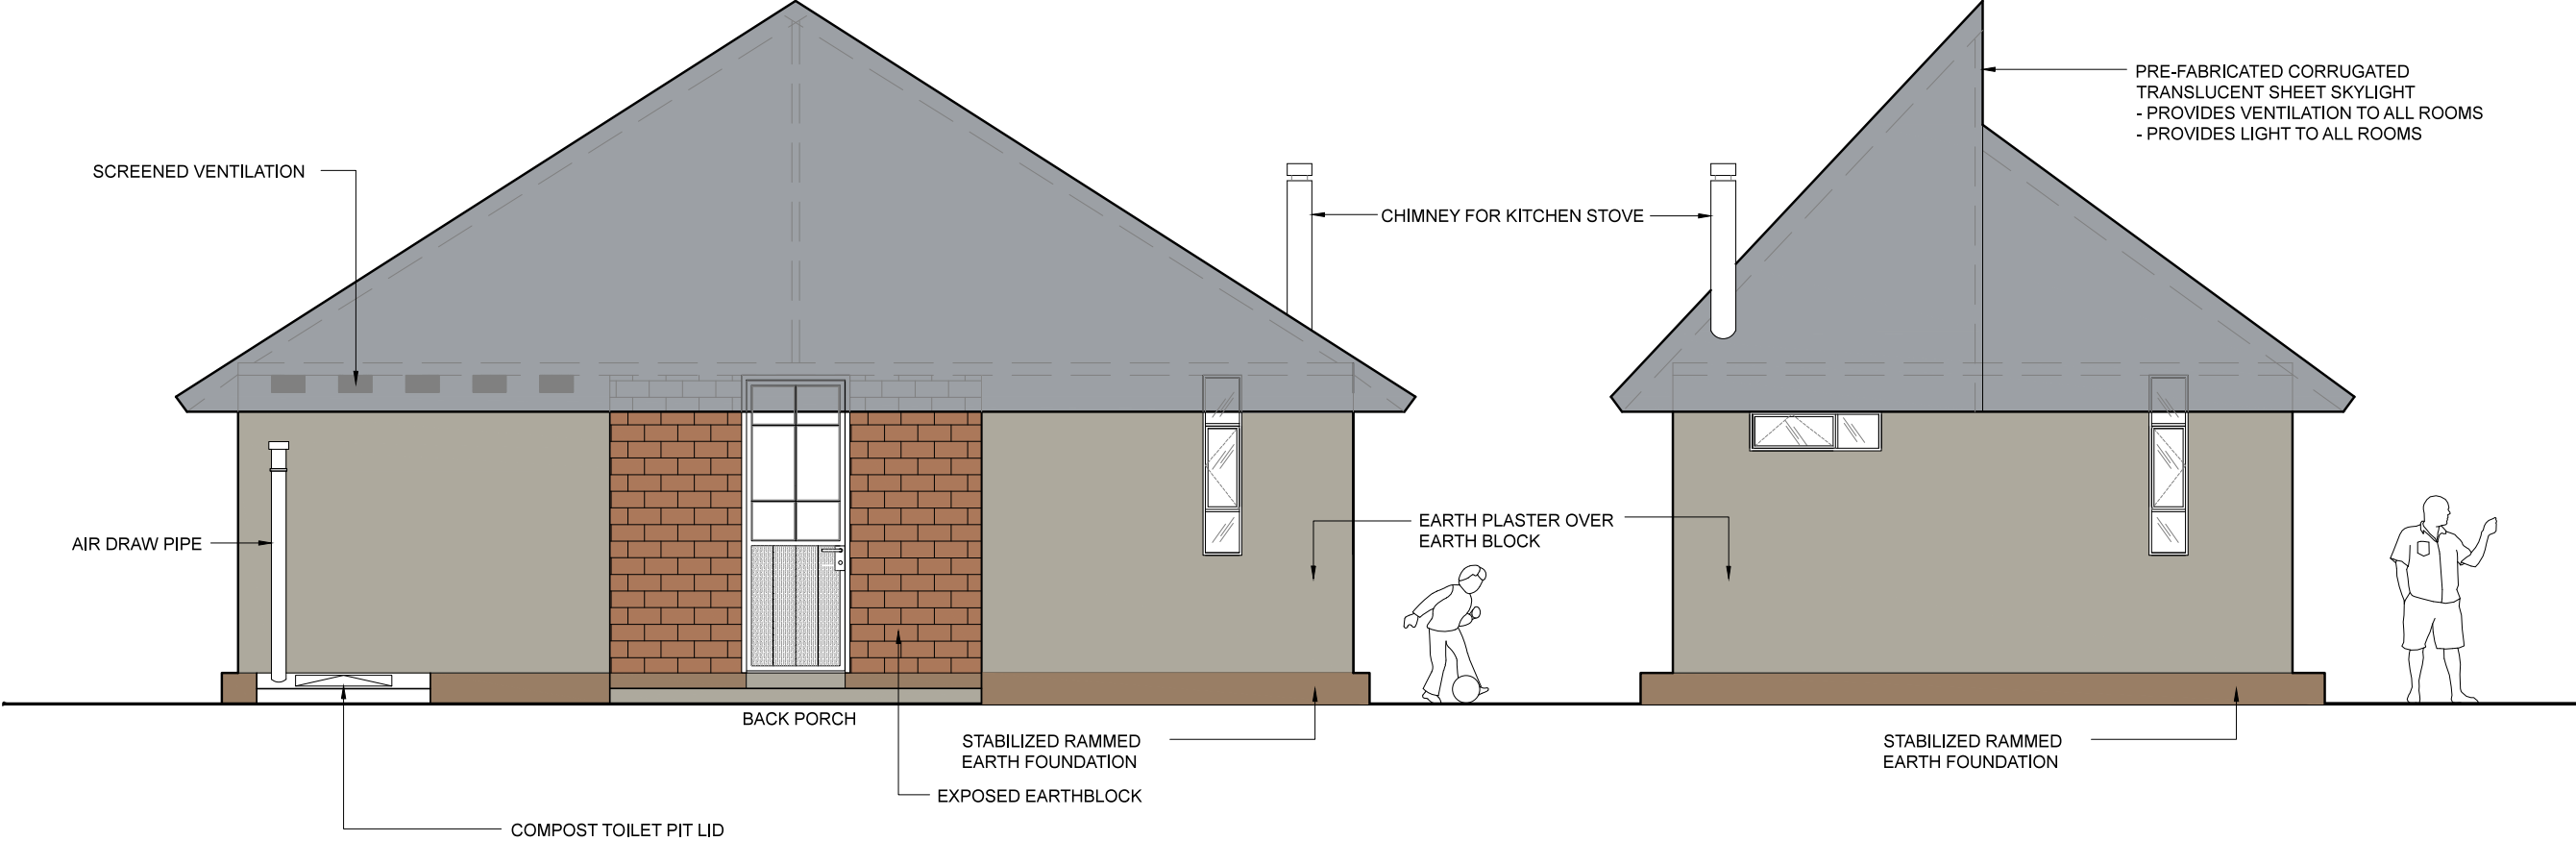 PRE-FABRICATED CORRUGATED
TRANSLUCENT SHEET SKYLIGHT
- PROVIDES VENTILATION TO ALL ROOMS
- PROVIDES LIGHT TO ALL ROOMS
SCREENED VENTILATION
CHIMNEY FOR KITCHEN STOVE
EARTH PLASTER OVER
EARTH BLOCK
AIR DRAW PIPE
BACK PORCH
STABILIZED RAMMED
EARTH FOUNDATION
STABILIZED RAMMED
EARTH FOUNDATION
EXPOSED EARTHBLOCK
COMPOST TOILET PIT LID